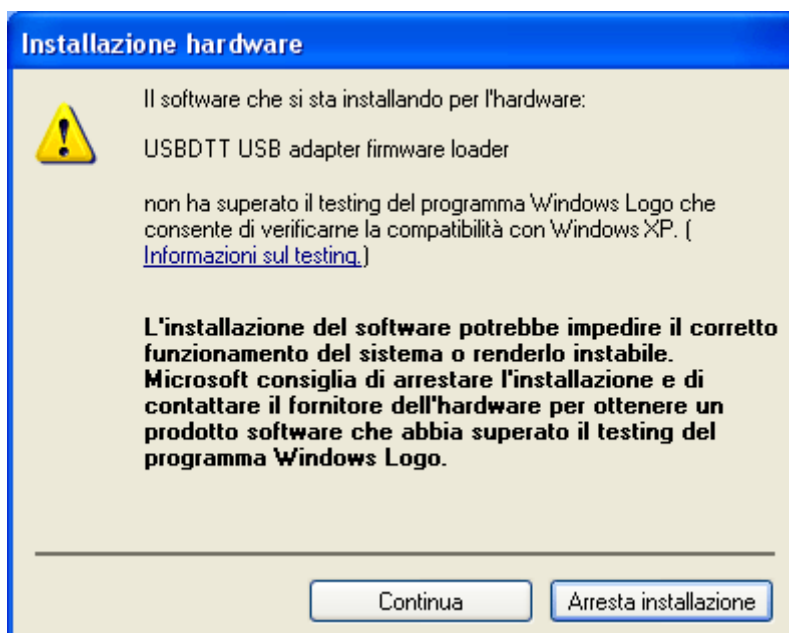 Installazione hardware
Il software che si sta installando per l'hardware:
USBDTT USB adapter firmware loader
non ha superato il testing del programma Windows Logo che
consente di verificarne la compatibilità con Windows XP. (
Informazioni sul testing.)
L'installazione del software potrebbe impedire il corretto
funzionamento del sistema o renderlo instabile.
Microsoft consiglia di arrestare l'installazione e di
contattare il fornitore dell'hardware per ottenere un
prodotto software che abbia superato il testing del
programma Windows Logo.
Continua
Arresta installazione